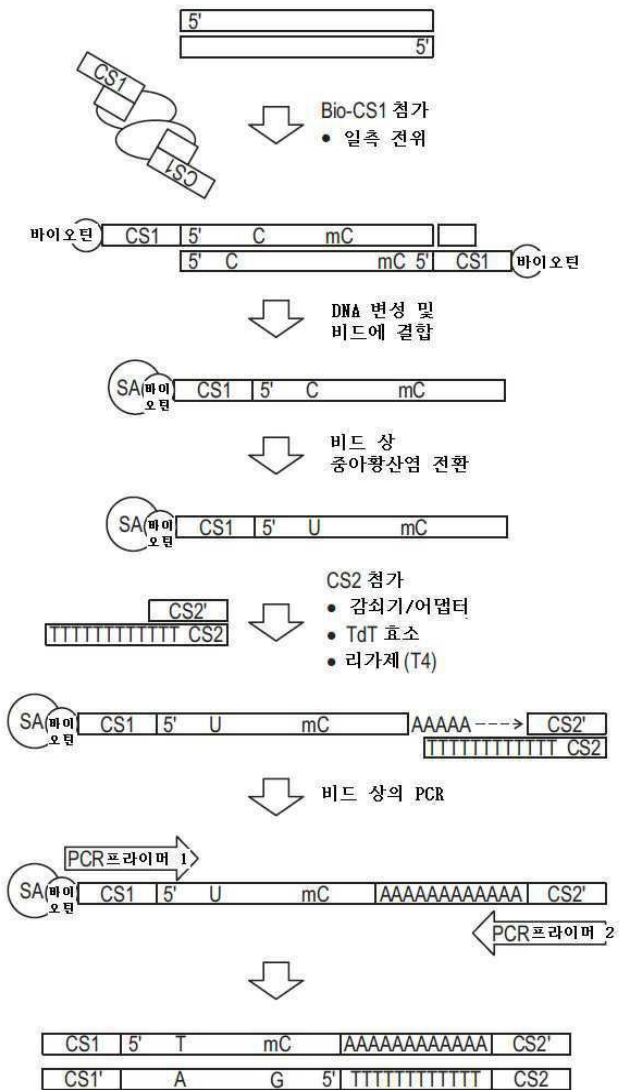 5'
5'
CS1
CS1
Bio-CS1 첨가
• 일측 전위
바이오틴 CS1 5' C mC
5' C mC 5' CS1 바이오틴
DNA 변성 및
비드에 결합
SA 바이오틴 CS1 5' C mC
비드 상
중아황산염 전환
SA 바이오틴 CS1 5' U mC
CS2 첨가
• 감쇠기/어댑터
• TdT 효소
• 리가제(T4)
CS2'
TTTTTTTTTTTT CS2
SA 바이오틴 CS1 5' U mC AAAAA CS2'
TTTTTTTTTTTT CS2
비드 상의 PCR
PCR프라이머 1
SA 바이오틴 CS1 5' U mC AAAAAAAAAAAA CS2'
PCR프라이머 2
CS1 5' T mC AAAAAAAAAAAA CS2'
CS1' A G 5' TTTTTTTTTTTT CS2